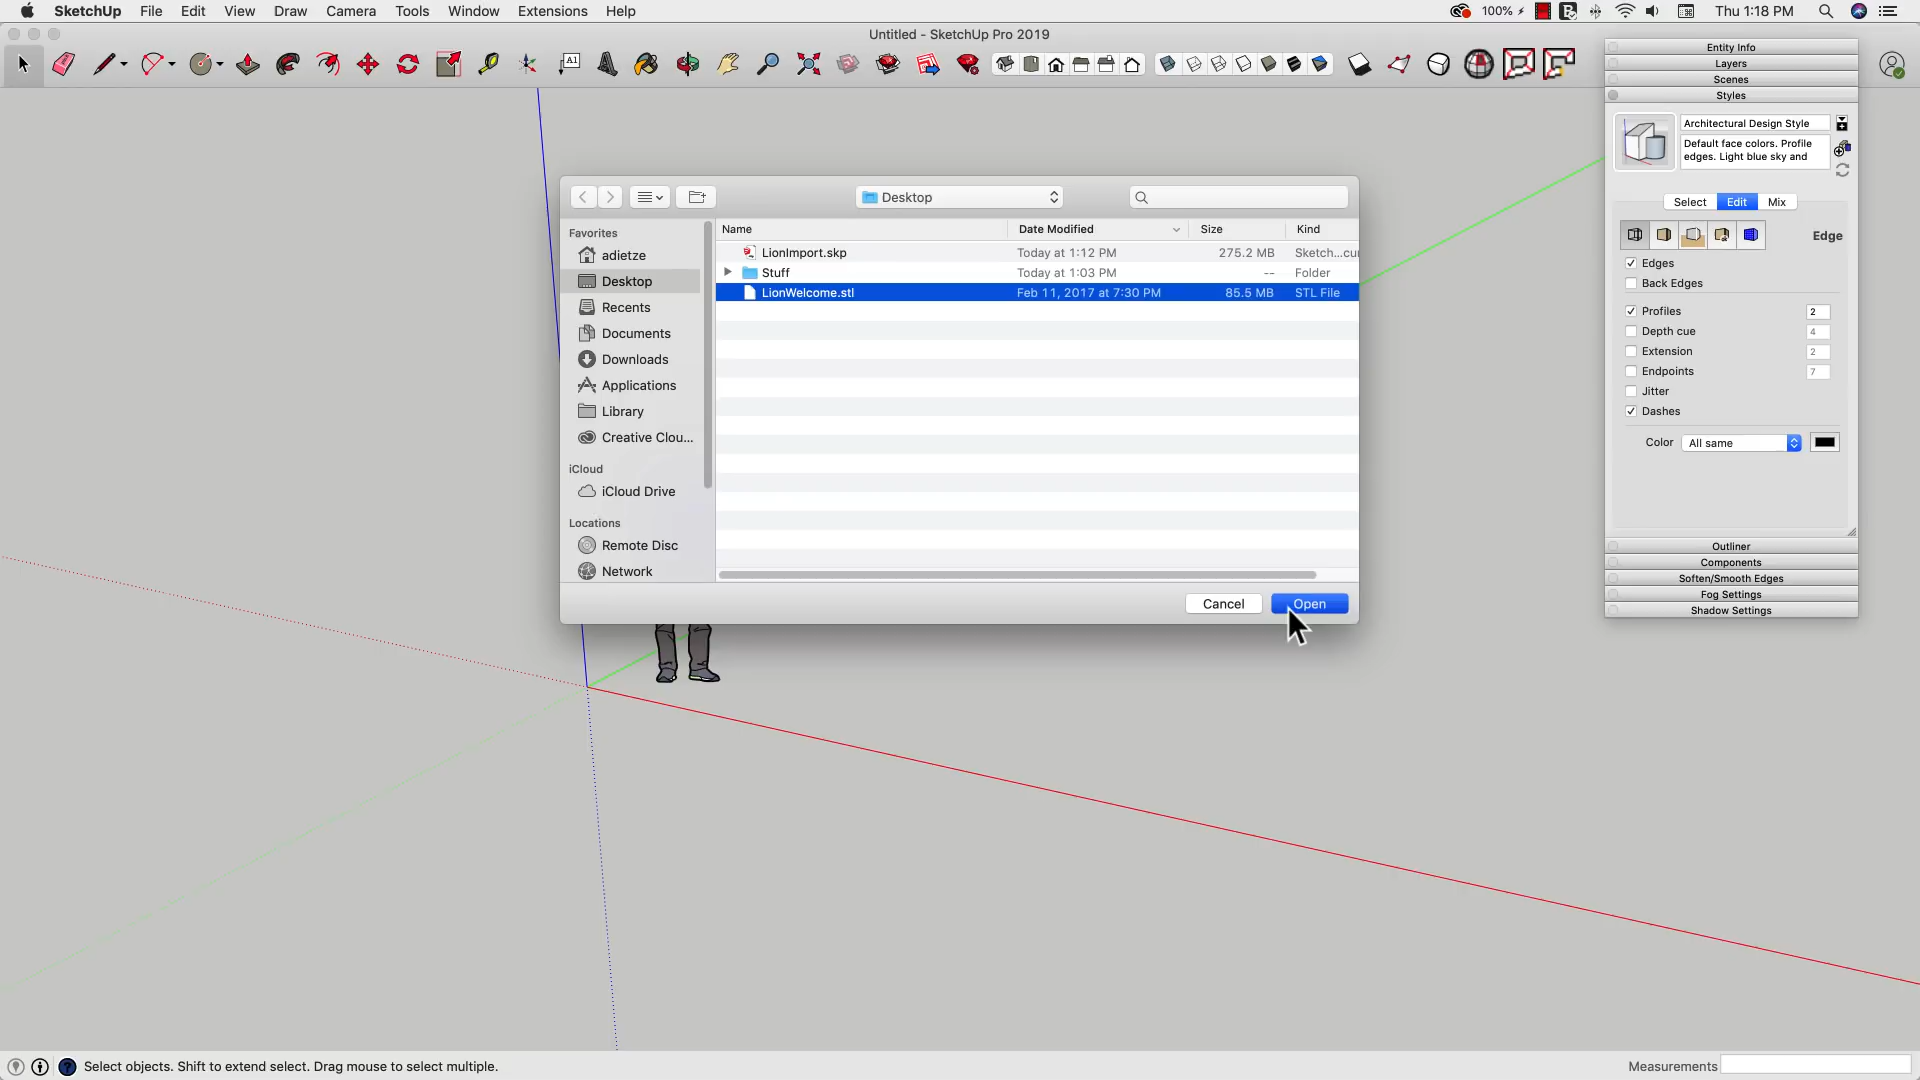 SketchUp File Edit View Draw Camera Tools Window Extensions Help
100% Thu 1:18 PM
Untitled - SketchUp Pro 2019
A1
Entity Info
Layers
Scenes
Styles
Architectural Design Style
Default face colors. Profile
edges. Light blue sky and
Select Edit Mix
Edge
Edges
Back Edges
Profiles 2
Depth cue 4
Extension 2
Endpoints 7
Jitter
Dashes
Color All same
Outliner
Components
Soften/Smooth Edges
Fog Settings
Shadow Settings
Desktop
Favorites
adietze
Desktop
Recents
Documents
Downloads
Applications
Library
Creative Clou...
iCloud
iCloud Drive
Locations
Remote Disc
Network
Name Date Modified Size Kind
LionImport.skp Today at 1:12 PM 275.2 MB Sketch...cu
Stuff Today at 1:03 PM -- Folder
LionWelcome.stl Feb 11, 2017 at 7:30 PM 85.5 MB STL File
Cancel Open
Select objects. Shift to extend select. Drag mouse to select multiple.
Measurements